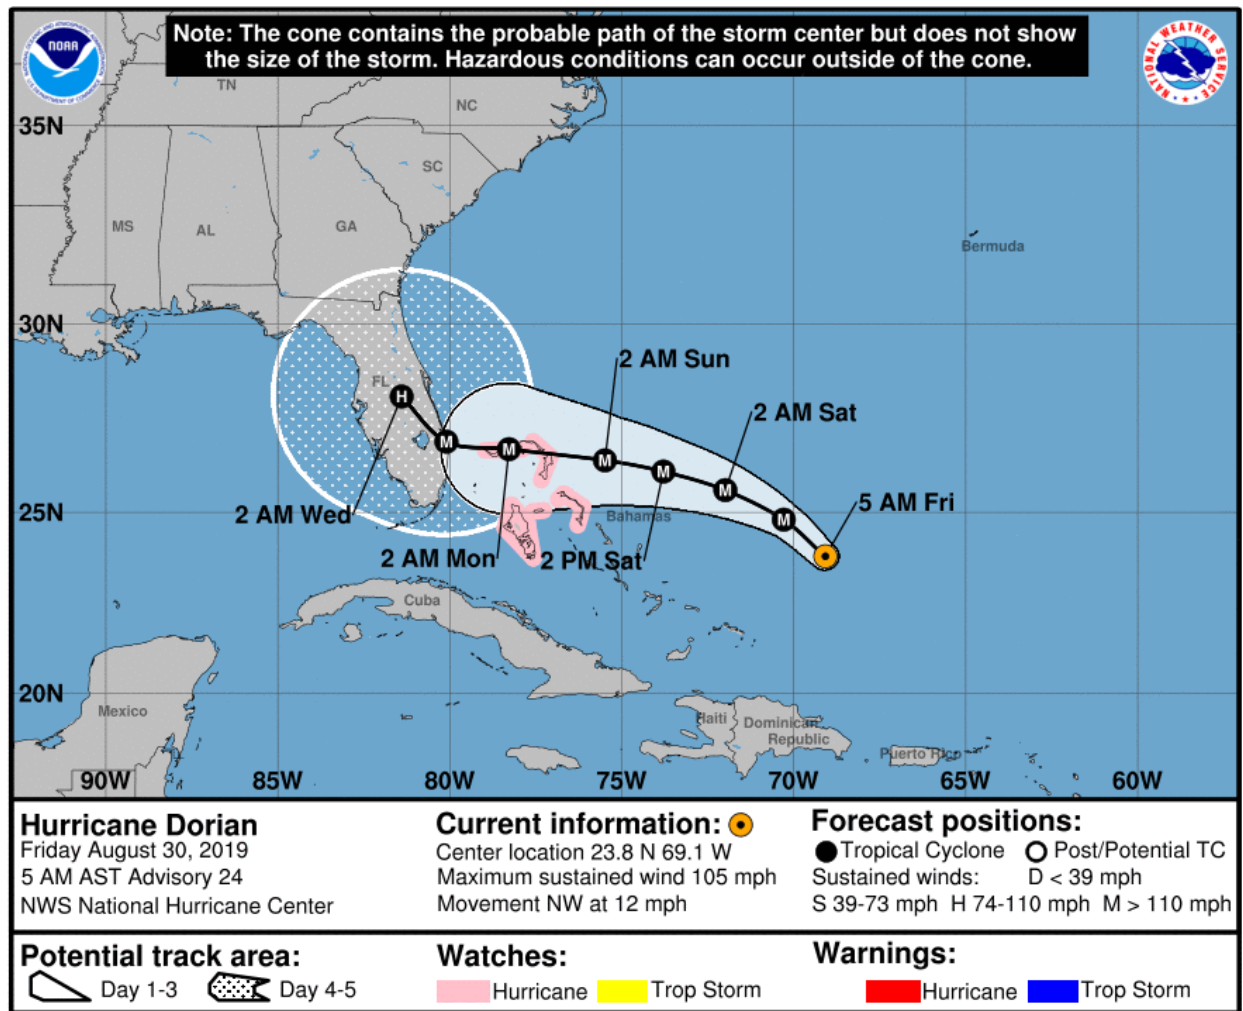 Note: The cone contains the probable path of the storm center but does not show
the size of the storm. Hazardous conditions can occur outside of the cone.
NOAA
NATIONAL WEATHER SERVICE
TN
NC
35N
SC
MS
AL
GA
Bermuda
30N
2 AM Sun
FL
H
2 AM Sat
M
M
M
M
M
M
5 AM Fri
25N
2 AM Wed
Bahamas
2 AM Mon
2 PM Sat
Cuba
20N
Mexico
Haiti
Dominican
Republic
Puerto Rico
90W
85W
80W
75W
70W
65W
60W
Hurricane Dorian
Friday August 30, 2019
5 AM AST Advisory 24
NWS National Hurricane Center
Current information:
Center location 23.8 N 69.1 W
Maximum sustained wind 105 mph
Movement NW at 12 mph
Forecast positions:
Tropical Cyclone Post/Potential TC
Sustained winds: D < 39 mph
S 39-73 mph H 74-110 mph M > 110 mph
Potential track area:
Day 1-3 Day 4-5
Watches:
Hurricane Trop Storm
Warnings:
Hurricane Trop Storm